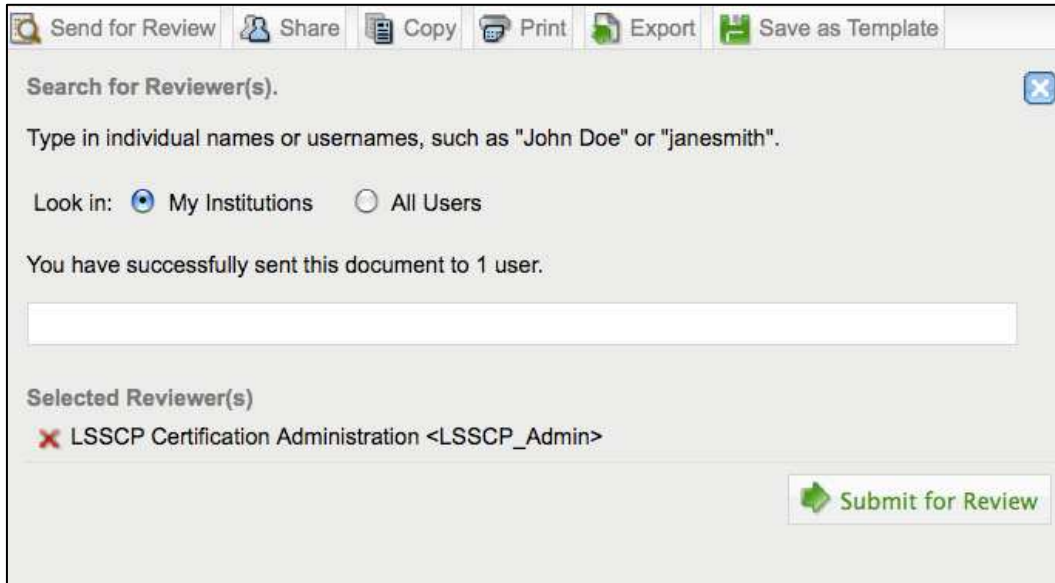 Send for Review Share Copy Print Export Save as Template
Search for Reviewer(s).
Type in individual names or usernames, such as "John Doe" or "janesmith".
Look in: My Institutions All Users
You have successfully sent this document to 1 user.
Selected Reviewer(s)
LSSCP Certification Administration <LSSCP_Admin>
Submit for Review